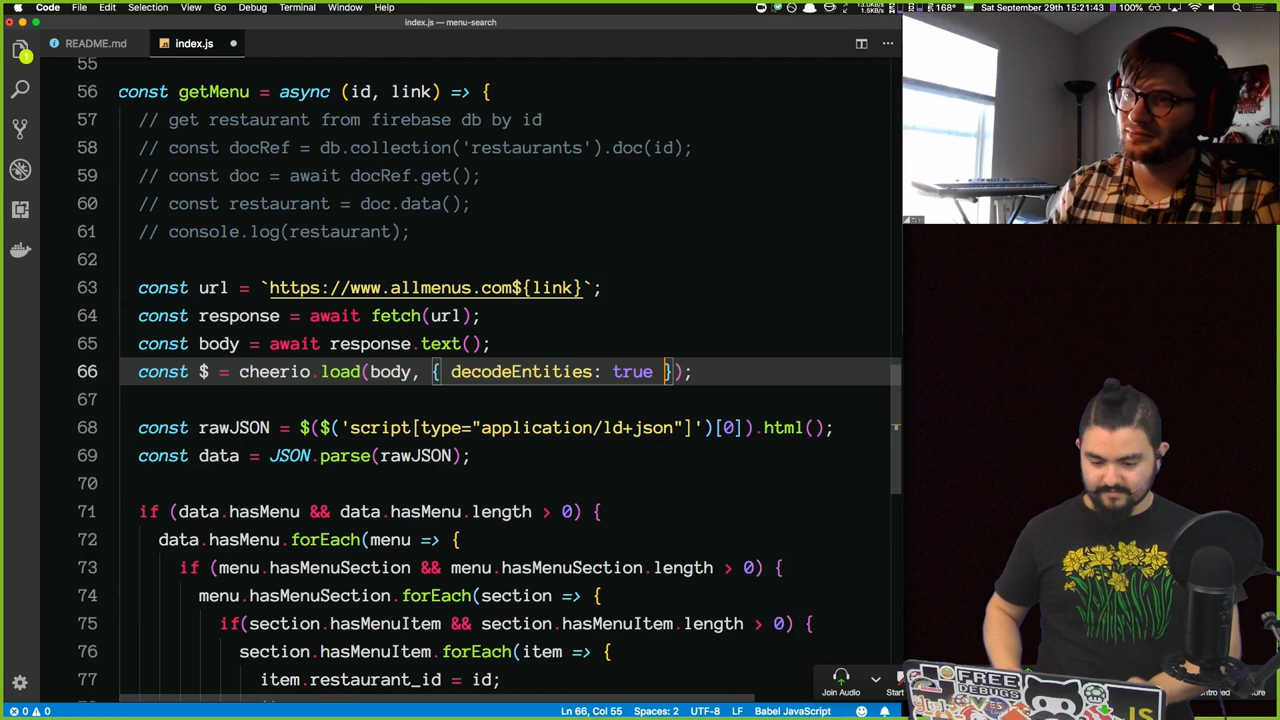 Code File Edit Selection View Go Debug Terminal Window Help
168° Sat September 29th 15:21:43 100%
index.js — menu-search
README.md
index.js
1
55
56 const getMenu = async (id, link) => {
57 // get restaurant from firebase db by id
58 // const docRef = db.collection('restaurants').doc(id);
59 // const doc = await docRef.get();
60 // const restaurant = doc.data();
61 // console.log(restaurant);
62
63 const url = `https://www.allmenus.com${link}`;
64 const response = await fetch(url);
65 const body = await response.text();
66 const $ = cheerio.load(body, { decodeEntities: true });
67
68 const rawJSON = $($('script[type="application/ld+json"]')[0]).html();
69 const data = JSON.parse(rawJSON);
70
71 if (data.hasMenu && data.hasMenu.length > 0) {
72 data.hasMenu.forEach(menu => {
73 if (menu.hasMenuSection && menu.hasMenuSection.length > 0) {
74 menu.hasMenuSection.forEach(section => {
75 if(section.hasMenuItem && section.hasMenuItem.length > 0) {
76 section.hasMenuItem.forEach(item => {
77 item.restaurant_id = id;
Join Audio
Start
FREE
DEBUGS
JS
0 0 Ln 66, Col 55 Spaces: 2 UTF-8 LF Babel JavaScript